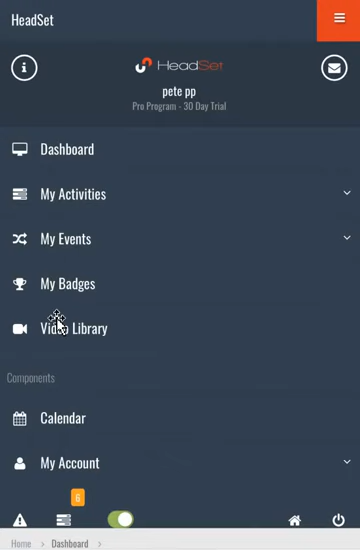 HeadSet
HeadSet
pete pp
Pro Program - 30 Day Trial
Dashboard
My Activities
My Events
My Badges
Video Library
Components
Calendar
My Account
6
Home > Dashboard >